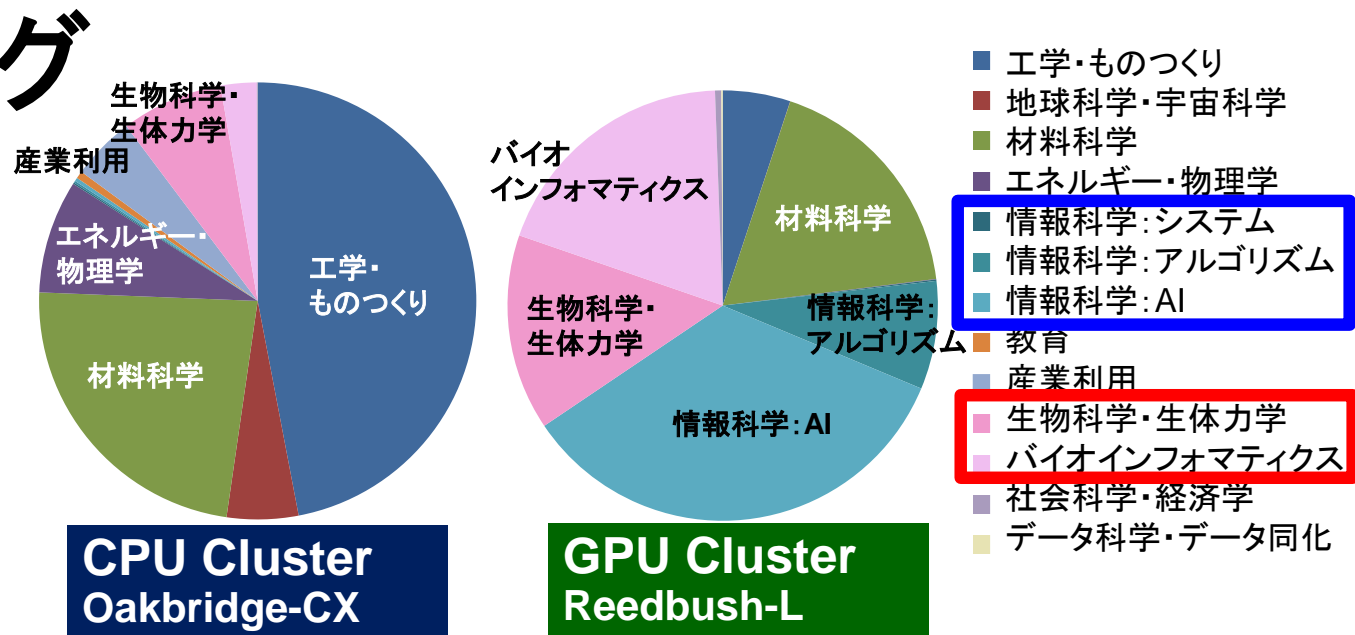 グ
生物科学・
生体力学
産業利用
エネルギー・
物理学
工学・
ものつくり
材料科学
CPU Cluster
Oakbridge-CX
バイオ
インフォマティクス
材料科学
生物科学・
生体力学
情報科学：
アルゴリズム
情報科学：AI
GPU Cluster
Reedbush-L
工学・ものつくり
地球科学・宇宙科学
材料科学
エネルギー・物理学
情報科学：システム
情報科学：アルゴリズム
情報科学：AI
教育
産業利用
生物科学・生体力学
バイオインフォマティクス
社会科学・経済学
データ科学・データ同化